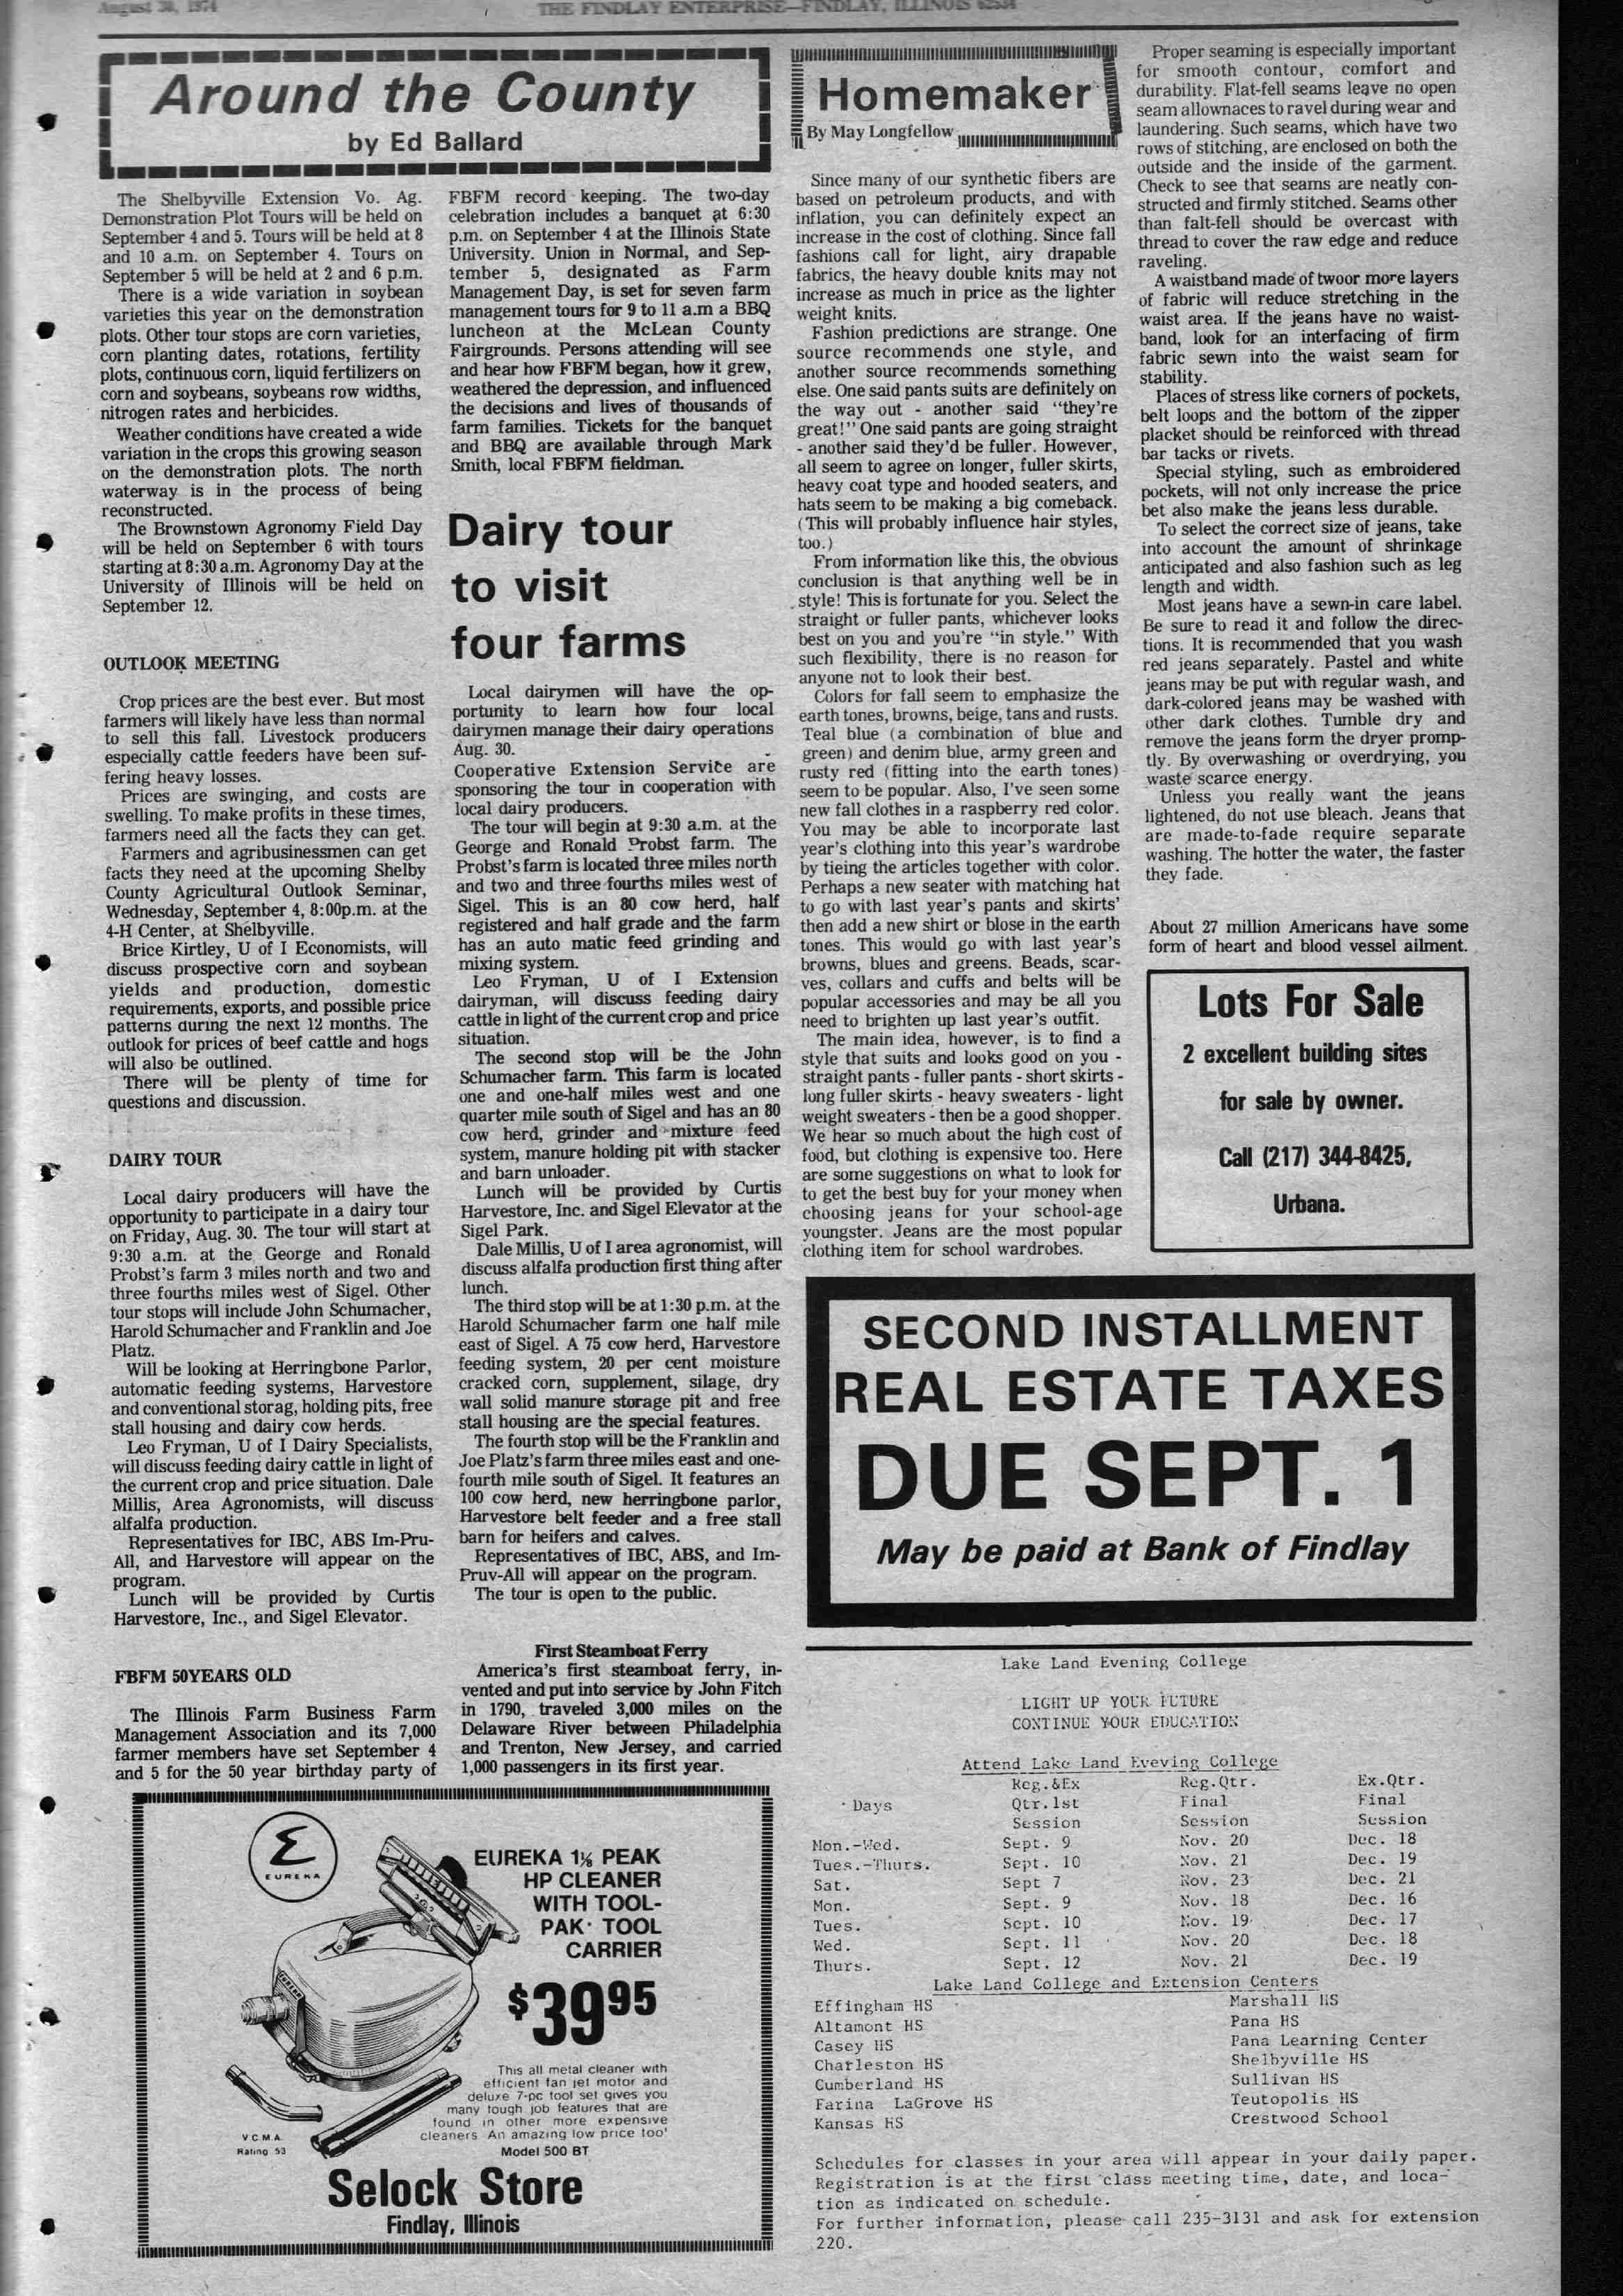 August 30, 1974
THE FINDLAY ENTERPRISE—FINDLAY, ILLINOIS 62534
Around the County
by Ed Ballard
The Shelbyville Extension Vo. Ag.
Demonstration Plot Tours will be held on
September 4 and 5. Tours will be held at 8
and 10 a.m. on September 4. Tours on
September 5 will be held at 2 and 6 p.m.
There is a wide variation in soybean
varieties this year on the demonstration
plots. Other tour stops are corn varieties,
corn planting dates, rotations, fertility
plots, continuous corn, liquid fertilizers on
corn and soybeans, soybeans row widths,
nitrogen rates and herbicides.
Weather conditions have created a wide
variation in the crops this growing season
on the demonstration plots. The north
waterway is in the process of being
reconstructed.
The Brownstown Agronomy Field Day
will be held on September 6 with tours
starting at 8:30 a.m. Agronomy Day at the
University of Illinois will be held on
September 12.
OUTLOOK MEETING
Crop prices are the best ever. But most
farmers will likely have less than normal
to sell this fall. Livestock producers
especially cattle feeders have been suf-
fering heavy losses.
Prices are swinging, and costs are
swelling. To make profits in these times,
farmers need all the facts they can get.
Farmers and agribusinessmen can get
facts they need at the upcoming Shelby
County Agricultural Outlook Seminar,
Wednesday, September 4, 8:00p.m. at the
4-H Center, at Shelbyville.
Brice Kirtley, U of I Economists, will
discuss prospective corn and soybean
yields and production, domestic
requirements, exports, and possible price
patterns during the next 12 months. The
outlook for prices of beef cattle and hogs
will also be outlined.
There will be plenty of time for
questions and discussion.
DAIRY TOUR
Local dairy producers will have the
opportunity to participate in a dairy tour
on Friday, Aug. 30. The tour will start at
9:30 a.m. at the George and Ronald
Probst's farm 3 miles north and two and
three fourths miles west of Sigel. Other
tour stops will include John Schumacher,
Harold Schumacher and Franklin and Joe
Platz.
Will be looking at Herringbone Parlor,
automatic feeding systems, Harvestore
and conventional storag, holding pits, free
stall housing and dairy cow herds.
Leo Fryman, U of I Dairy Specialists,
will discuss feeding dairy cattle in light of
the current crop and price situation. Dale
Millis, Area Agronomists, will discuss
alfalfa production.
Representatives for IBC, ABS Im-Pru-
All, and Harvestore will appear on the
program.
Lunch will be provided by Curtis
Harvestore, Inc., and Sigel Elevator.
FBFM 50YEARS OLD
The Illinois Farm Business Farm
Management Association and its 7,000
farmer members have set September 4
and 5 for the 50 year birthday party of
FBFM record keeping. The two-day
celebration includes a banquet at 6:30
p.m. on September 4 at the Illinois State
University. Union in Normal, and Sep-
tember 5, designated as Farm
Management Day, is set for seven farm
management tours for 9 to 11 a.m a BBQ
luncheon at the McLean County
Fairgrounds. Persons attending will see
and hear how FBFM began, how it grew,
weathered the depression, and influenced
the decisions and lives of thousands of
farm families. Tickets for the banquet
and BBQ are available through Mark
Smith, local FBFM fieldman.
Dairy tour
to visit
four farms
Local dairymen will have the op-
portunity to learn how four local
dairymen manage their dairy operations
Aug. 30.
Cooperative Extension Service are
sponsoring the tour in cooperation with
local dairy producers.
The tour will begin at 9:30 a.m. at the
George and Ronald Probst farm. The
Probst's farm is located three miles north
and two and three fourths miles west of
Sigel. This is an 80 cow herd, half
registered and half grade and the farm
has an auto matic feed grinding and
mixing system.
Leo Fryman, U of I Extension
dairyman, will discuss feeding dairy
cattle in light of the current crop and price
situation.
The second stop will be the John
Schumacher farm. This farm is located
one and one-half miles west and one
quarter mile south of Sigel and has an 80
cow herd, grinder and mixture feed
system, manure holding pit with stacker
and barn unloader.
Lunch will be provided by Curtis
Harvestore, Inc. and Sigel Elevator at the
Sigel Park.
Dale Millis, U of I area agronomist, will
discuss alfalfa production first thing after
lunch.
The third stop will be at 1:30 p.m. at the
Harold Schumacher farm one half mile
east of Sigel. A 75 cow herd, Harvestore
feeding system, 20 per cent moisture
cracked corn, supplement, silage, dry
wall solid manure storage pit and free
stall housing are the special features.
The fourth stop will be the Franklin and
Joe Platz's farm three miles east and one-
fourth mile south of Sigel. It features an
100 cow herd, new herringbone parlor,
Harvestore belt feeder and a free stall
barn for heifers and calves.
Representatives of IBC, ABS, and Im-
Pruv-All will appear on the program.
The tour is open to the public.
First Steamboat Ferry
America's first steamboat ferry, in-
vented and put into service by John Fitch
in 1790, traveled 3,000 miles on the
Delaware River between Philadelphia
and Trenton, New Jersey, and carried
1,000 passengers in its first year.
EUREKA
EUREKA 1⅛ PEAK
HP CLEANER
WITH TOOL-
PAK· TOOL
CARRIER
$39.95
This all metal cleaner with
efficient fan jet motor and
deluxe 7-pc tool set gives you
many tough job features that are
found in other more expensive
cleaners An amazing low price too!
Model 500 BT
V.C.M.A.
Rating 53
Selock Store
Findlay, Illinois
Homemaker
By May Longfellow
Since many of our synthetic fibers are
based on petroleum products, and with
inflation, you can definitely expect an
increase in the cost of clothing. Since fall
fashions call for light, airy drapable
fabrics, the heavy double knits may not
increase as much in price as the lighter
weight knits.
Fashion predictions are strange. One
source recommends one style, and
another source recommends something
else. One said pants suits are definitely on
the way out - another said "they're
great!" One said pants are going straight
- another said they'd be fuller. However,
all seem to agree on longer, fuller skirts,
heavy coat type and hooded seaters, and
hats seem to be making a big comeback.
(This will probably influence hair styles,
too.)
From information like this, the obvious
conclusion is that anything well be in
style! This is fortunate for you. Select the
straight or fuller pants, whichever looks
best on you and you're "in style." With
such flexibility, there is no reason for
anyone not to look their best.
Colors for fall seem to emphasize the
earth tones, browns, beige, tans and rusts.
Teal blue (a combination of blue and
green) and denim blue, army green and
rusty red (fitting into the earth tones)
seem to be popular. Also, I've seen some
new fall clothes in a raspberry red color.
You may be able to incorporate last
year's clothing into this year's wardrobe
by tieing the articles together with color.
Perhaps a new seater with matching hat
to go with last year's pants and skirts'
then add a new shirt or blose in the earth
tones. This would go with last year's
browns, blues and greens. Beads, scar-
ves, collars and cuffs and belts will be
popular accessories and may be all you
need to brighten up last year's outfit.
The main idea, however, is to find a
style that suits and looks good on you -
straight pants - fuller pants - short skirts -
long fuller skirts - heavy sweaters - light
weight sweaters - then be a good shopper.
We hear so much about the high cost of
food, but clothing is expensive too. Here
are some suggestions on what to look for
to get the best buy for your money when
choosing jeans for your school-age
youngster. Jeans are the most popular
clothing item for school wardrobes.
Proper seaming is especially important
for smooth contour, comfort and
durability. Flat-fell seams leave no open
seam allownaces to ravel during wear and
laundering. Such seams, which have two
rows of stitching, are enclosed on both the
outside and the inside of the garment.
Check to see that seams are neatly con-
structed and firmly stitched. Seams other
than falt-fell should be overcast with
thread to cover the raw edge and reduce
raveling.
A waistband made of twoor more layers
of fabric will reduce stretching in the
waist area. If the jeans have no waist-
band, look for an interfacing of firm
fabric sewn into the waist seam for
stability.
Places of stress like corners of pockets,
belt loops and the bottom of the zipper
placket should be reinforced with thread
bar tacks or rivets.
Special styling, such as embroidered
pockets, will not only increase the price
bet also make the jeans less durable.
To select the correct size of jeans, take
into account the amount of shrinkage
anticipated and also fashion such as leg
length and width.
Most jeans have a sewn-in care label.
Be sure to read it and follow the direc-
tions. It is recommended that you wash
red jeans separately. Pastel and white
jeans may be put with regular wash, and
dark-colored jeans may be washed with
other dark clothes. Tumble dry and
remove the jeans form the dryer promp-
tly. By overwashing or overdrying, you
waste scarce energy.
Unless you really want the jeans
lightened, do not use bleach. Jeans that
are made-to-fade require separate
washing. The hotter the water, the faster
they fade.
About 27 million Americans have some
form of heart and blood vessel ailment.
Lots For Sale
2 excellent building sites
for sale by owner.
Call (217) 344-8425,
Urbana.
SECOND INSTALLMENT
REAL ESTATE TAXES
DUE SEPT. 1
May be paid at Bank of Findlay
Lake Land Evening College
LIGHT UP YOUR FUTURE
CONTINUE YOUR EDUCATION
Attend Lake Land Eveving College
Reg.&Ex Reg.Qtr. Ex.Qtr.
Days Qtr.1st Final Final
Session Session Session
Mon.-Wed. Sept. 9 Nov. 20 Dec. 18
Tues.-Thurs. Sept. 10 Nov. 21 Dec. 19
Sat. Sept 7 Nov. 23 Dec. 21
Mon. Sept. 9 Nov. 18 Dec. 16
Tues. Sept. 10 Nov. 19 Dec. 17
Wed. Sept. 11 Nov. 20 Dec. 18
Thurs. Sept. 12 Nov. 21 Dec. 19
Lake Land College and Extension Centers
Effingham HS Marshall HS
Altamont HS Pana HS
Casey HS Pana Learning Center
Charleston HS Shelbyville HS
Cumberland HS Sullivan HS
Farina LaGrove HS Teutopolis HS
Kansas HS Crestwood School
Schedules for classes in your area will appear in your daily paper.
Registration is at the first class meeting time, date, and loca-
tion as indicated on schedule.
For further information, please call 235-3131 and ask for extension
220.